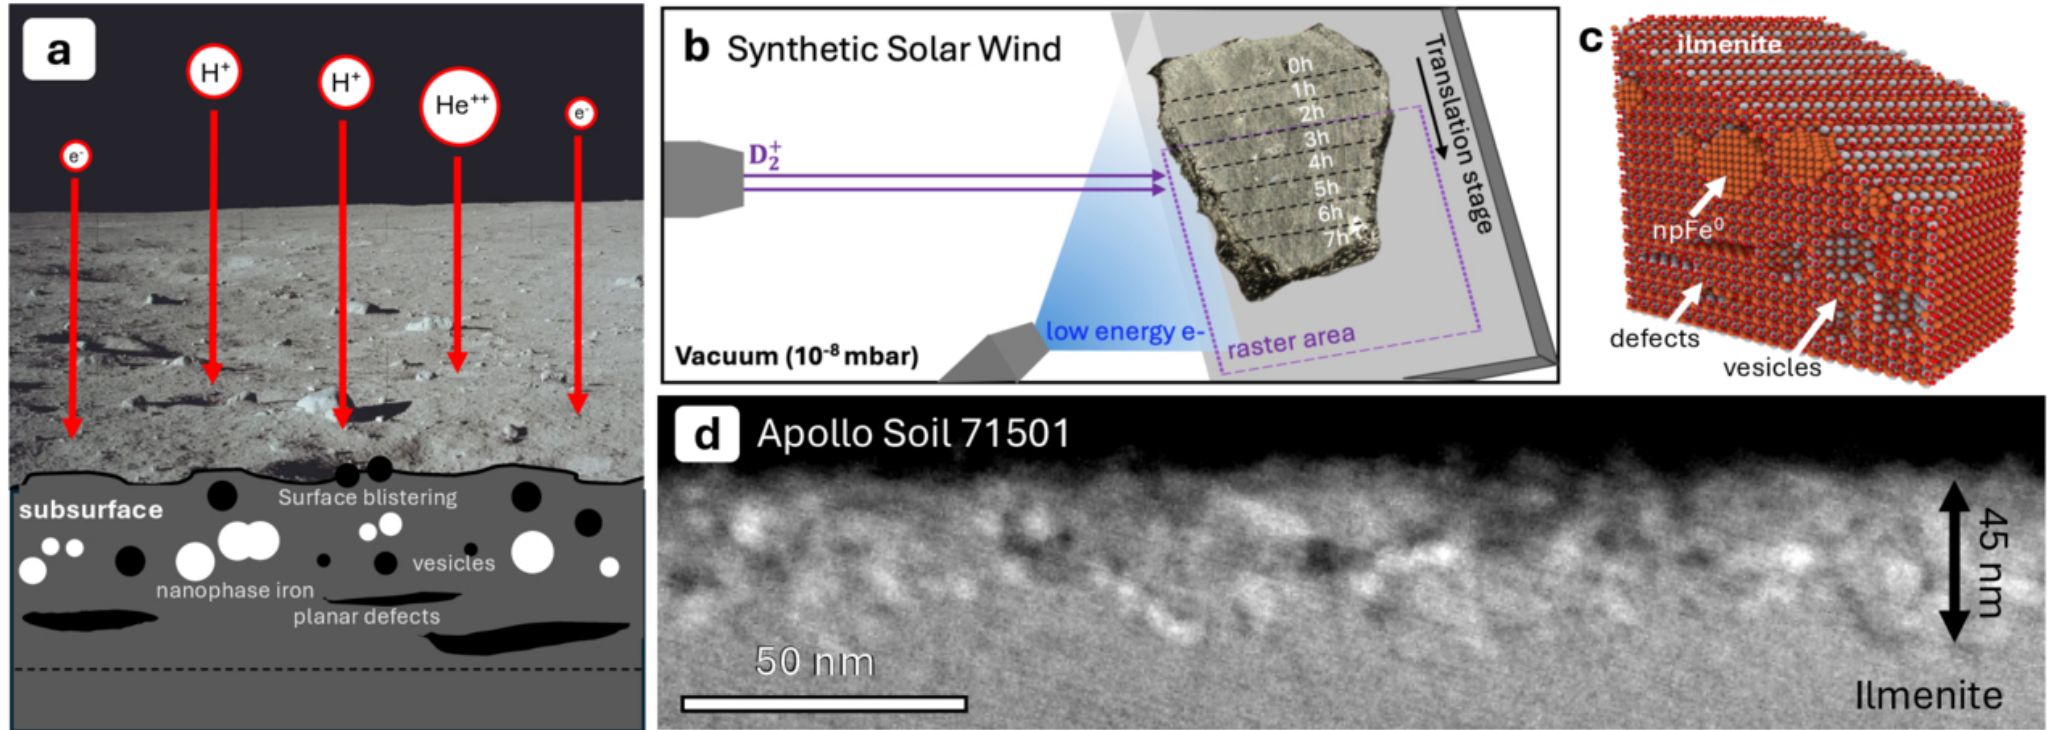 a
H⁺
H⁺
He⁺⁺
e⁻
e⁻
subsurface
Surface blistering
vesicles
nanophase iron
planar defects
b Synthetic Solar Wind
D₂⁺
0h
1h
2h
3h
4h
5h
6h
7h
Translation stage
low energy e-
raster area
Vacuum (10⁻⁸ mbar)
c
ilmenite
npFe⁰
defects
vesicles
d Apollo Soil 71501
45 nm
50 nm
Ilmenite